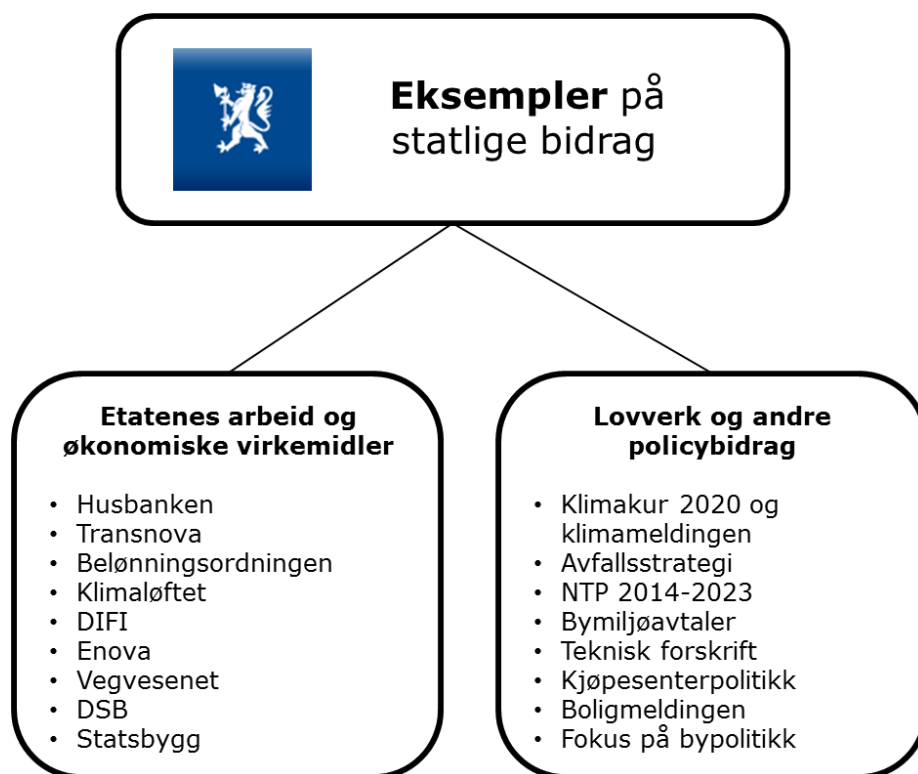 Eksempler på
statlige bidrag
Etatenes arbeid og
økonomiske virkemidler
• Husbanken
• Transnova
• Belønningsordningen
• Klimaløftet
• DIFI
• Enova
• Vegvesenet
• DSB
• Statsbygg
Lovverk og andre
policybidrag
• Klimakur 2020 og
klimameldingen
• Avfallsstrategi
• NTP 2014-2023
• Bymiljøavtaler
• Teknisk forskrift
• Kjøpesenterpolitikk
• Boligmeldingen
• Fokus på bypolitikk